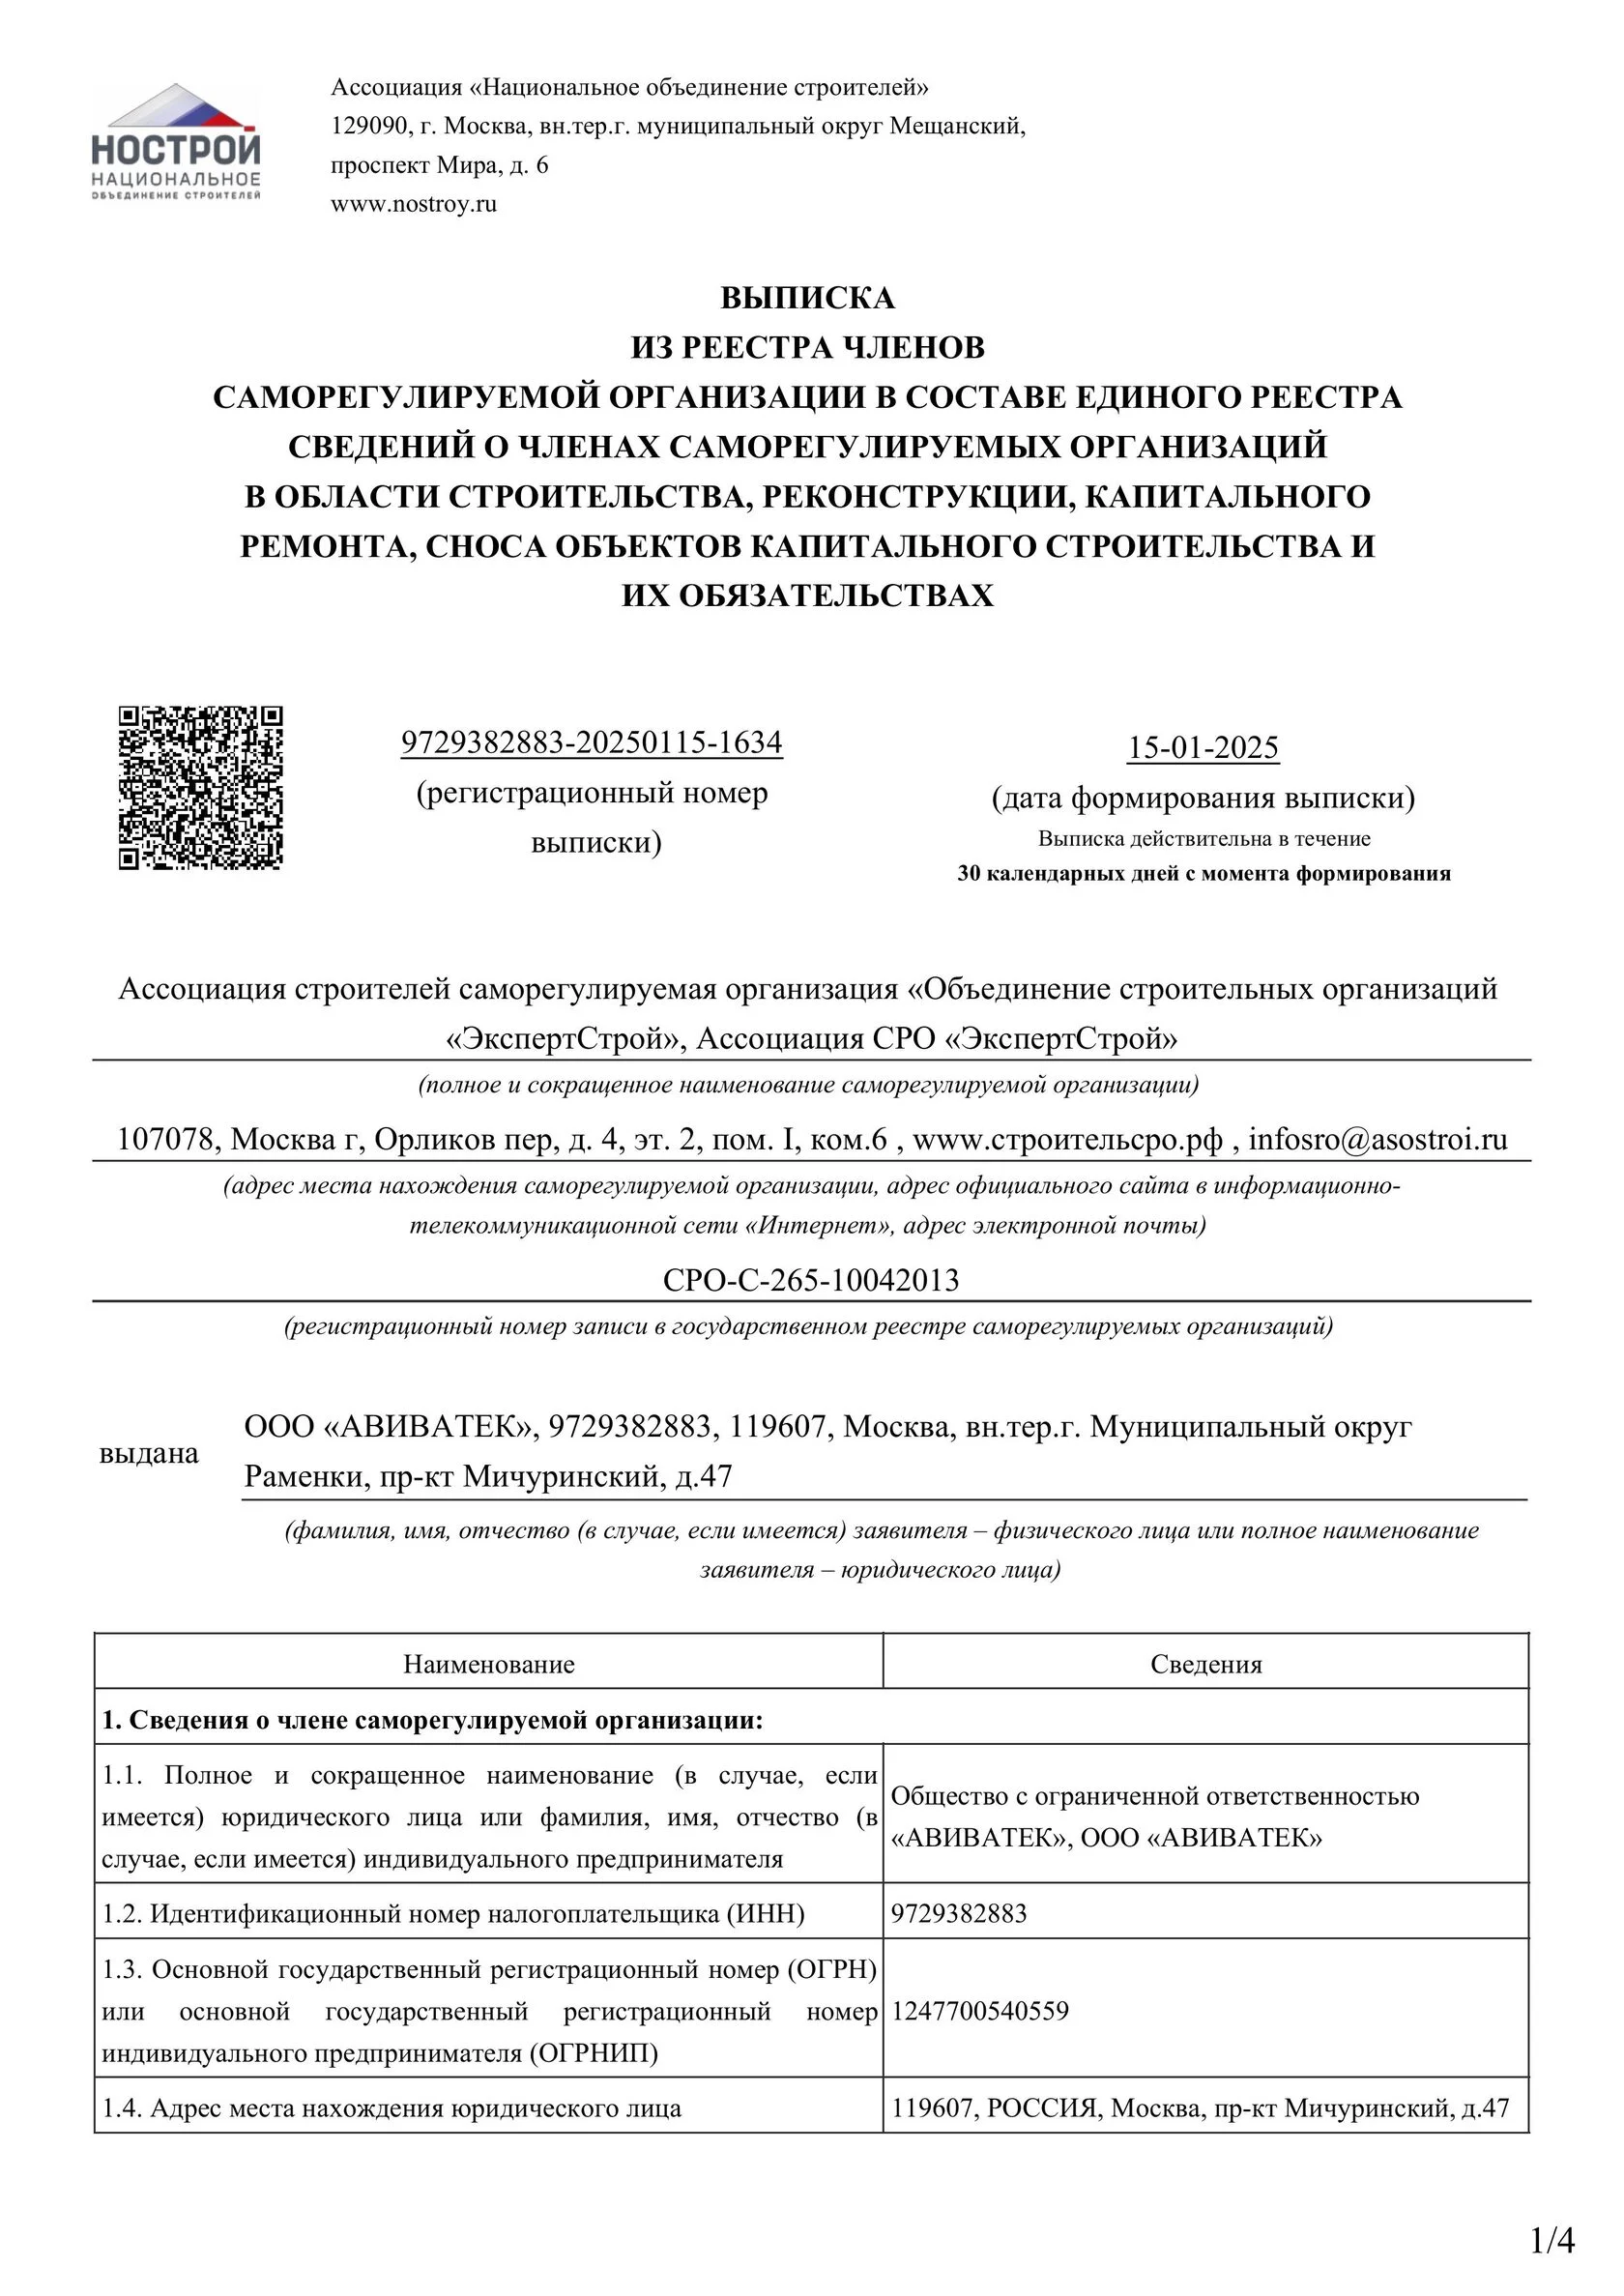 НОСТРОЙ
НАЦИОНАЛЬНОЕ
ОБЪЕДИНЕНИЕ СТРОИТЕЛЕЙ
Ассоциация «Национальное объединение строителей»
129090, г. Москва, вн.тер.г. муниципальный округ Мещанский,
проспект Мира, д. 6
www.nostroy.ru
ВЫПИСКА
ИЗ РЕЕСТРА ЧЛЕНОВ
САМОРЕГУЛИРУЕМОЙ ОРГАНИЗАЦИИ В СОСТАВЕ ЕДИНОГО РЕЕСТРА
СВЕДЕНИЙ О ЧЛЕНАХ САМОРЕГУЛИРУЕМЫХ ОРГАНИЗАЦИЙ
В ОБЛАСТИ СТРОИТЕЛЬСТВА, РЕКОНСТРУКЦИИ, КАПИТАЛЬНОГО
РЕМОНТА, СНОСА ОБЪЕКТОВ КАПИТАЛЬНОГО СТРОИТЕЛЬСТВА И
ИХ ОБЯЗАТЕЛЬСТВАХ
9729382883-20250115-1634
(регистрационный номер
выписки)
15-01-2025
(дата формирования выписки)
Выписка действительна в течение
30 календарных дней с момента формирования
Ассоциация строителей саморегулируемая организация «Объединение строительных организаций
«ЭкспертСтрой», Ассоциация СРО «ЭкспертСтрой»
(полное и сокращенное наименование саморегулируемой организации)
107078, Москва г, Орликов пер, д. 4, эт. 2, пом. I, ком.6 , www.строительсро.рф , infosro@asostroi.ru
(адрес места нахождения саморегулируемой организации, адрес официального сайта в информационно-
телекоммуникационной сети «Интернет», адрес электронной почты)
СРО-С-265-10042013
(регистрационный номер записи в государственном реестре саморегулируемых организаций)
выдана
ООО «АВИВАТЕК», 9729382883, 119607, Москва, вн.тер.г. Муниципальный округ
Раменки, пр-кт Мичуринский, д.47
(фамилия, имя, отчество (в случае, если имеется) заявителя – физического лица или полное наименование
заявителя – юридического лица)
Наименование
Сведения
1. Сведения о члене саморегулируемой организации:
1.1. Полное и сокращенное наименование (в случае, если
имеется) юридического лица или фамилия, имя, отчество (в
случае, если имеется) индивидуального предпринимателя
Общество с ограниченной ответственностью
«АВИВАТЕК», ООО «АВИВАТЕК»
1.2. Идентификационный номер налогоплательщика (ИНН)
9729382883
1.3. Основной государственный регистрационный номер (ОГРН)
или основной государственный регистрационный номер
индивидуального предпринимателя (ОГРНИП)
1247700540559
1.4. Адрес места нахождения юридического лица
119607, РОССИЯ, Москва, пр-кт Мичуринский, д.47
1/4